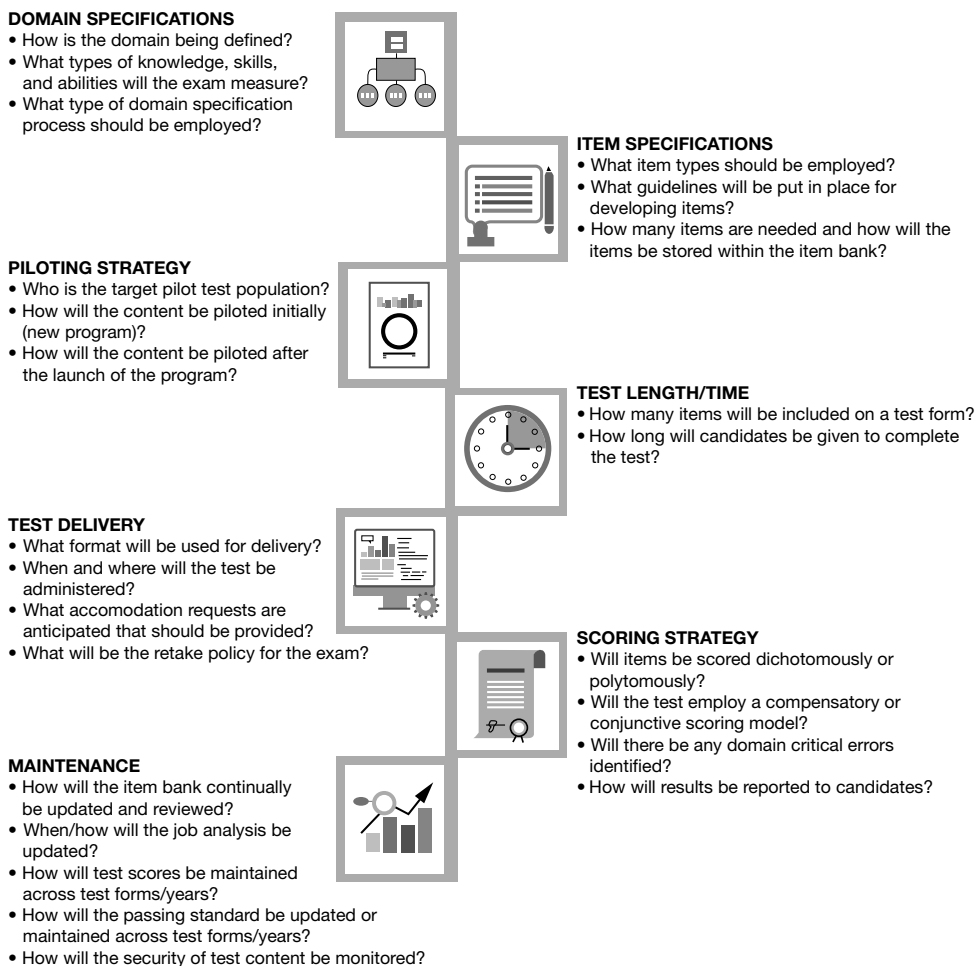 DOMAIN SPECIFICATIONS
• How is the domain being defined?
• What types of knowledge, skills,
and abilities will the exam measure?
• What type of domain specification
process should be employed?
ITEM SPECIFICATIONS
• What item types should be employed?
• What guidelines will be put in place for
developing items?
• How many items are needed and how will the
items be stored within the item bank?
PILOTING STRATEGY
• Who is the target pilot test population?
• How will the content be piloted initially
(new program)?
• How will the content be piloted after
the launch of the program?
TEST LENGTH/TIME
• How many items will be included on a test form?
• How long will candidates be given to complete
the test?
TEST DELIVERY
• What format will be used for delivery?
• When and where will the test be
administered?
• What accomodation requests are
anticipated that should be provided?
• What will be the retake policy for the exam?
SCORING STRATEGY
• Will items be scored dichotomously or
polytomously?
• Will the test employ a compensatory or
conjunctive scoring model?
• Will there be any domain critical errors
identified?
• How will results be reported to candidates?
MAINTENANCE
• How will the item bank continually
be updated and reviewed?
• When/how will the job analysis be
updated?
• How will test scores be maintained
across test forms/years?
• How will the passing standard be updated or
maintained across test forms/years?
• How will the security of test content be monitored?